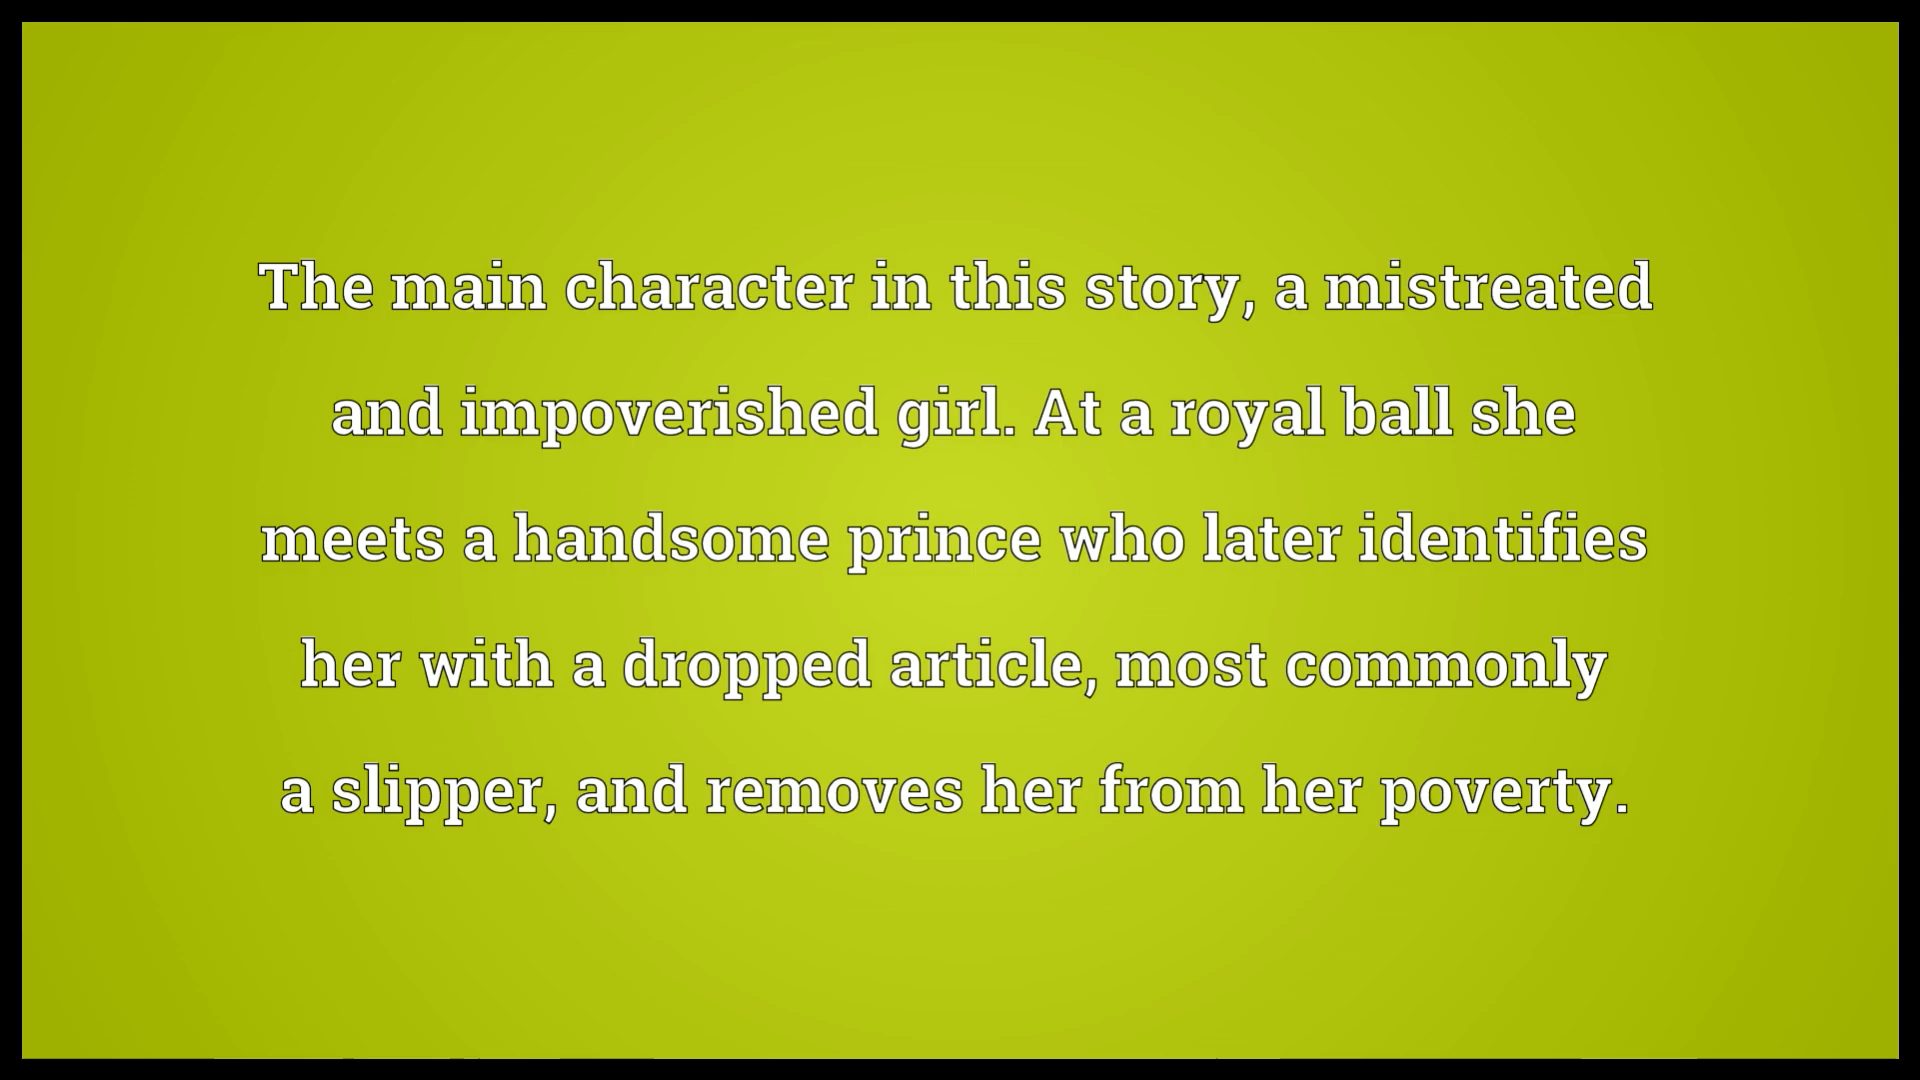 The main character in this story, a mistreated
and impoverished girl. At a royal ball she
meets a handsome prince who later identifies
her with a dropped article, most commonly
a slipper, and removes her from her poverty.